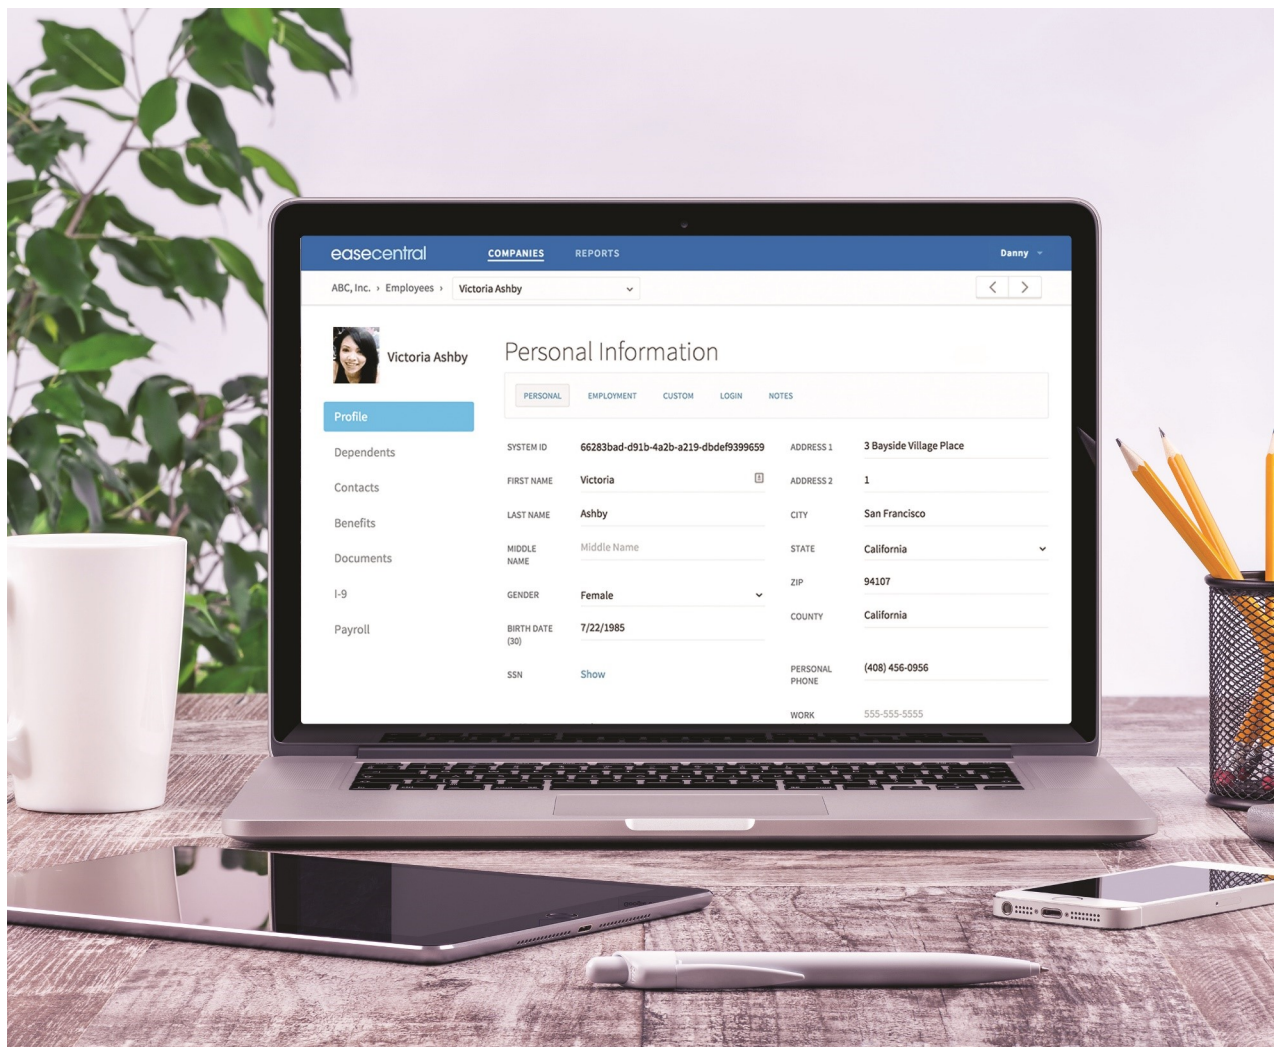 easecentral COMPANIES REPORTS Danny
ABC, Inc. › Employees › Victoria Ashby
Victoria Ashby
Profile
Dependents
Contacts
Benefits
Documents
I-9
Payroll
Personal Information
PERSONAL EMPLOYMENT CUSTOM LOGIN NOTES
SYSTEM ID 66283bad-d91b-4a2b-a219-dbdef9399659
FIRST NAME Victoria
LAST NAME Ashby
MIDDLE NAME Middle Name
GENDER Female
BIRTH DATE (30) 7/22/1985
SSN Show
ADDRESS 1 3 Bayside Village Place
ADDRESS 2 1
CITY San Francisco
STATE California
ZIP 94107
COUNTY California
PERSONAL PHONE (408) 456-0956
WORK 555-555-5555